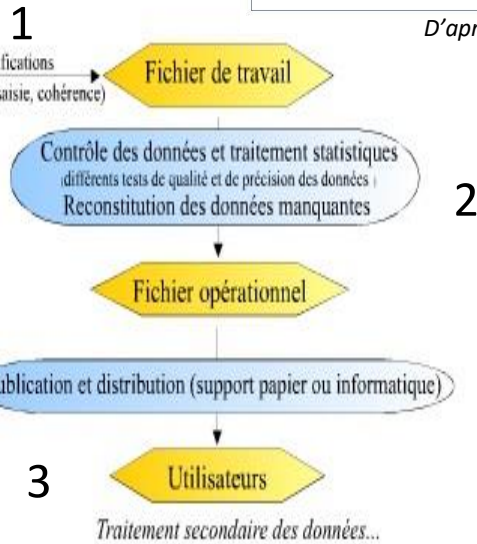 1
D'apr
fications
Fichier de travail
aisie, cohérence)
Contrôle des données et traitement statistiques
(différents tests de qualité et de précision des données)
Reconstitution des données manquantes
2
Fichier opérationnel
ublication et distribution (support papier ou informatique)
3
Utilisateurs
Traitement secondaire des données...